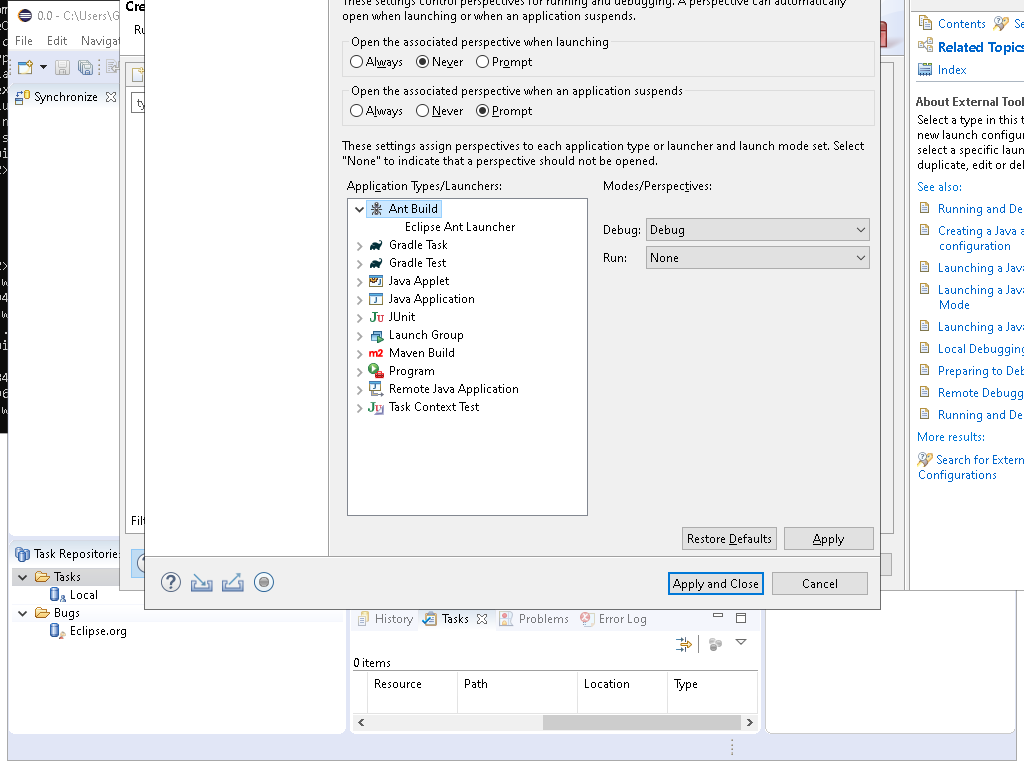 0.0 - C:\Users\G
File
Edit
Navigat
Synchronize
Cre
Ru
These settings control perspectives for running and debugging. A perspective can automatically
open when launching or when an application suspends.
Open the associated perspective when launching
Always
Never
Prompt
Open the associated perspective when an application suspends
Always
Never
Prompt
These settings assign perspectives to each application type or launcher and launch mode set. Select
"None" to indicate that a perspective should not be opened.
Application Types/Launchers:
Modes/Perspectives:
Ant Build
Eclipse Ant Launcher
Gradle Task
Gradle Test
Java Applet
Java Application
JUnit
Launch Group
Maven Build
Program
Remote Java Application
Task Context Test
Debug:
Debug
Run:
None
Restore Defaults
Apply
Apply and Close
Cancel
Filt
Task Repositories
Tasks
Local
Bugs
Eclipse.org
History
Tasks
Problems
Error Log
0 items
Resource
Path
Location
Type
Contents
Se
Related Topics
Index
About External Tool
Select a type in this t
new launch configur
select a specific laun
duplicate, edit or del
See also:
Running and De
Creating a Java a
configuration
Launching a Java
Launching a Java
Mode
Launching a Java
Local Debugging
Preparing to Deb
Remote Debugg
Running and De
More results:
Search for Extern
Configurations